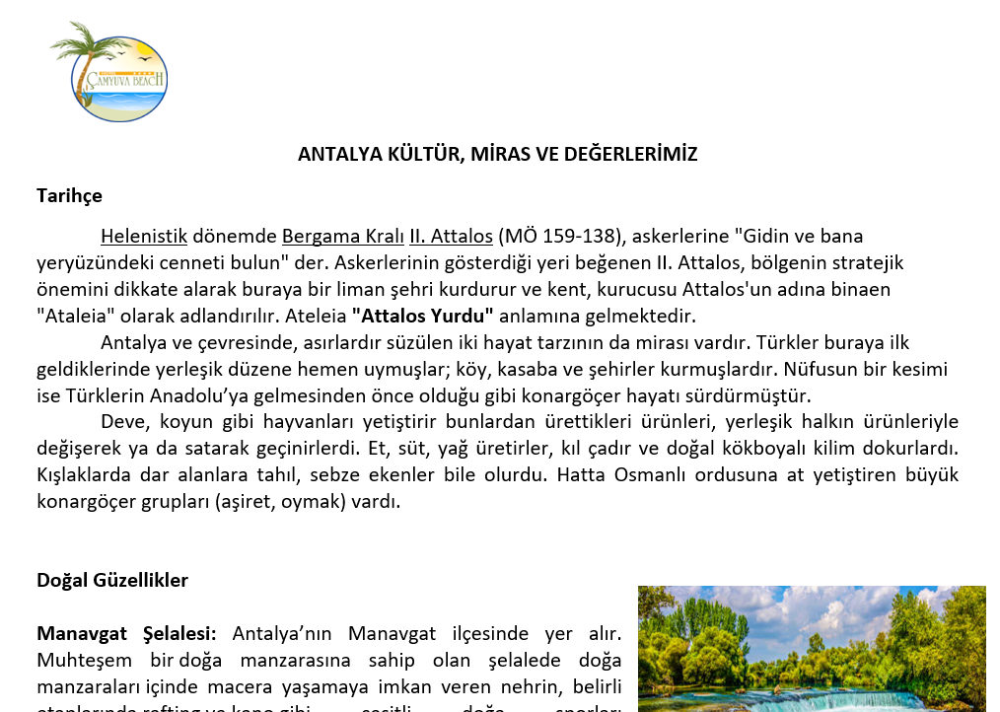 HOTEL
ÇAMYUVA BEACH
ANTALYA KÜLTÜR, MİRAS VE DEĞERLERİMİZ
Tarihçe
Helenistik dönemde Bergama Kralı II. Attalos (MÖ 159-138), askerlerine "Gidin ve bana
yeryüzündeki cenneti bulun" der. Askerlerinin gösterdiği yeri beğenen II. Attalos, bölgenin stratejik
önemini dikkate alarak buraya bir liman şehri kurdurur ve kent, kurucusu Attalos'un adına binaen
"Ataleia" olarak adlandırılır. Ateleia "Attalos Yurdu" anlamına gelmektedir.
Antalya ve çevresinde, asırlardır süzülen iki hayat tarzının da mirası vardır. Türkler buraya ilk
geldiklerinde yerleşik düzene hemen uymuşlar; köy, kasaba ve şehirler kurmuşlardır. Nüfusun bir kesimi
ise Türklerin Anadolu’ya gelmesinden önce olduğu gibi konargöçer hayatı sürdürmüştür.
Deve, koyun gibi hayvanları yetiştirir bunlardan ürettikleri ürünleri, yerleşik halkın ürünleriyle
değişerek ya da satarak geçinirlerdi. Et, süt, yağ üretirler, kıl çadır ve doğal kökboyalı kilim dokurlardı.
Kışlaklarda dar alanlara tahıl, sebze ekenler bile olurdu. Hatta Osmanlı ordusuna at yetiştiren büyük
konargöçer grupları (aşiret, oymak) vardı.
Doğal Güzellikler
Manavgat Şelalesi: Antalya’nın Manavgat ilçesinde yer alır.
Muhteşem bir doğa manzarasına sahip olan şelalede doğa
manzaraları içinde macera yaşamaya imkan veren nehrin, belirli
etaplarında rafting ve kano gibi çeşitli doğa sporları